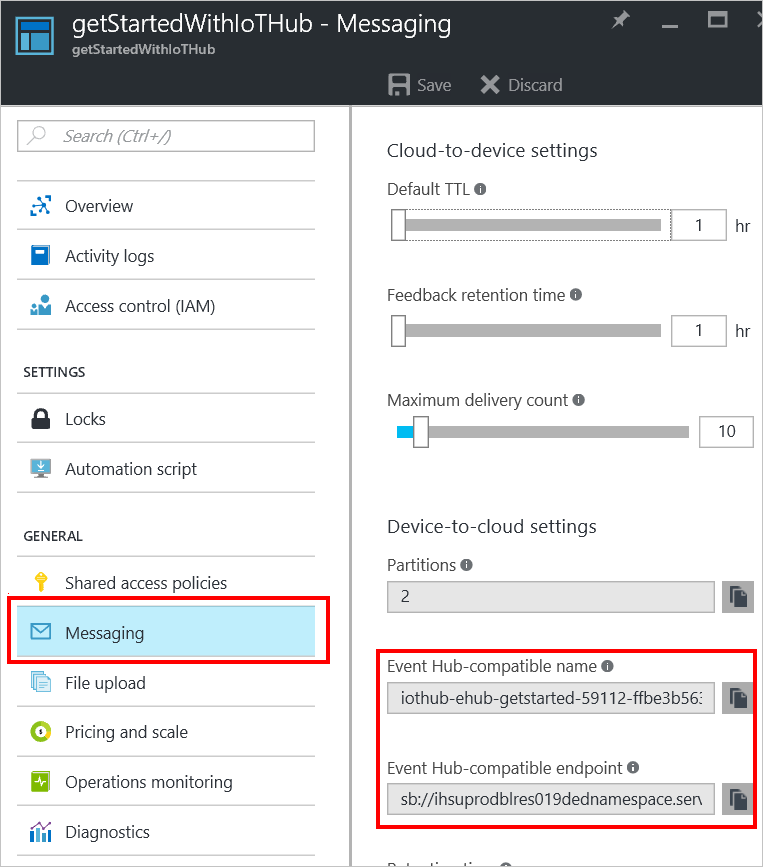 getStartedWithIoTHub - Messaging
getStartedWithIoTHub
Save
Discard
Search (Ctrl+/)
Overview
Activity logs
Access control (IAM)
SETTINGS
Locks
Automation script
GENERAL
Shared access policies
Messaging
File upload
Pricing and scale
Operations monitoring
Diagnostics
Cloud-to-device settings
Default TTL
1 hr
Feedback retention time
1 hr
Maximum delivery count
10
Device-to-cloud settings
Partitions
2
Event Hub-compatible name
iothub-ehub-getstarted-59112-ffbe3b563
Event Hub-compatible endpoint
sb://ihsuprodblres019dednamespace.serv